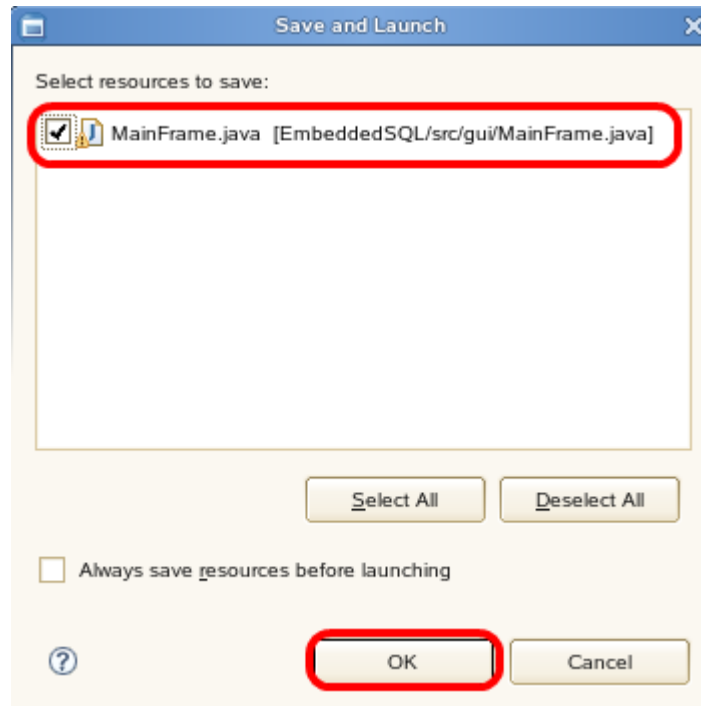 Save and Launch
Select resources to save:
MainFrame.java [EmbeddedSQL/src/gui/MainFrame.java]
Select All Deselect All
Always save resources before launching
OK Cancel